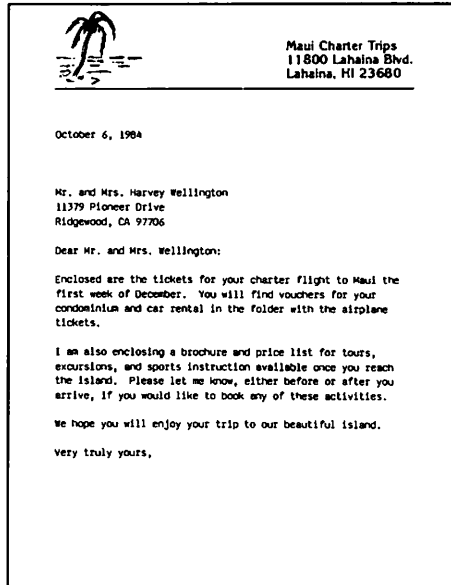 Maui Charter Trips
11800 Lahaina Blvd.
Lahaina, HI 23680
October 6, 1984
Mr. and Mrs. Harvey Wellington
11379 Pioneer Drive
Ridgewood, CA 97706
Dear Mr. and Mrs. Wellington:
Enclosed are the tickets for your charter flight to Maui the
first week of December. You will find vouchers for your
condominium and car rental in the folder with the airplane
tickets.
I am also enclosing a brochure and price list for tours,
excursions, and sports instruction available once you reach
the island. Please let me know, either before or after you
arrive, if you would like to book any of these activities.
We hope you will enjoy your trip to our beautiful island.
Very truly yours,